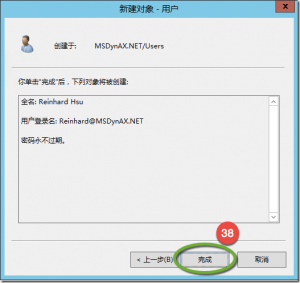 新建对象 - 用户
创建于: MSDynAX.NET/Users
你单击"完成"后，下列对象将被创建:
全名: Reinhard Hsu
用户登录名: Reinhard@MSDynAX.NET
密码永不过期。
38
< 上一步(B)
完成
取消